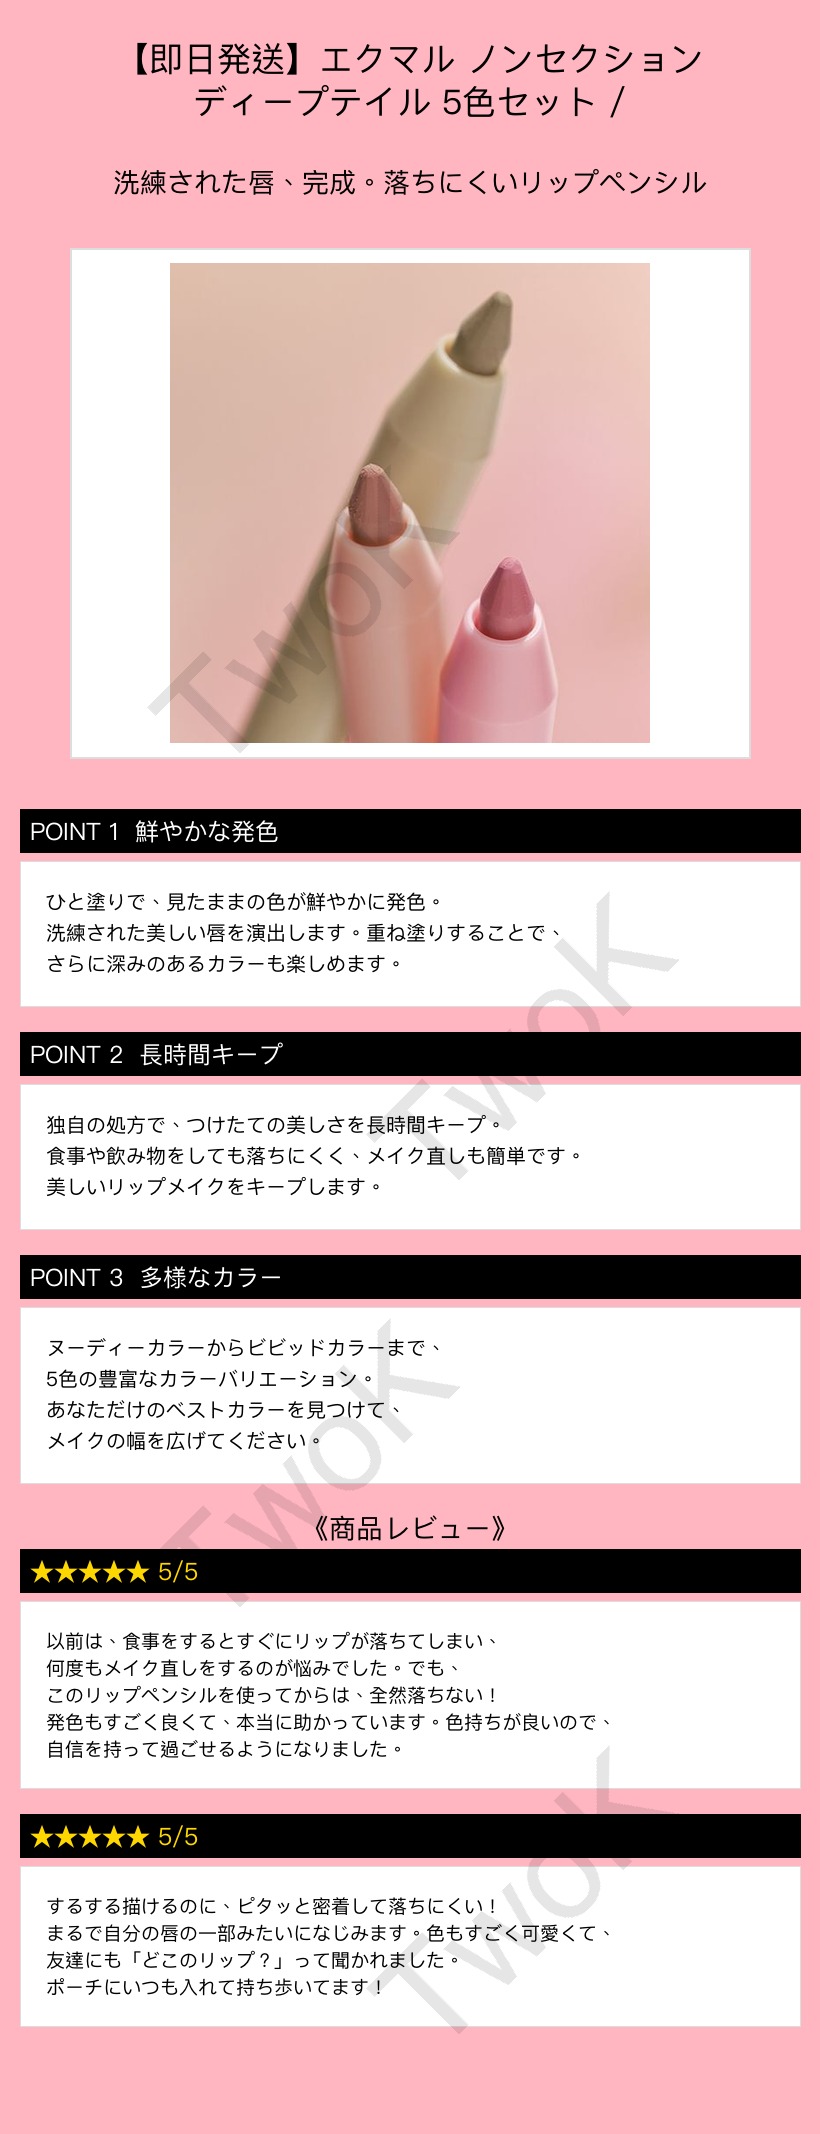 【即日発送】エクマル ノンセクション
ディープテイル 5色セット /
洗練された唇、完成。落ちにくいリップペンシル
TwoK
POINT 1 鮮やかな発色
ひと塗りで、見たままの色が鮮やかに発色。
洗練された美しい唇を演出します。重ね塗りすることで、
さらに深みのあるカラーも楽しめます。
TwoK
POINT 2 長時間キープ
独自の処方で、つけたての美しさを長時間キープ。
食事や飲み物をしても落ちにくく、メイク直しも簡単です。
美しいリップメイクをキープします。
POINT 3 多様なカラー
ヌーディーカラーからビビッドカラーまで、
5色の豊富なカラーバリエーション。
あなただけのベストカラーを見つけて、
メイクの幅を広げてください。
TwoK
《商品レビュー》
★★★★★ 5/5
以前は、食事をするとすぐにリップが落ちてしまい、
何度もメイク直しをするのが悩みでした。でも、
このリップペンシルを使ってからは、全然落ちない！
発色もすごく良くて、本当に助かっています。色持ちが良いので、
自信を持って過ごせるようになりました。
★★★★★ 5/5
するする描けるのに、ピタッと密着して落ちにくい！
まるで自分の唇の一部みたいになじみます。色もすごく可愛くて、
友達にも「どこのリップ？」って聞かれました。
ポーチにいつも入れて持ち歩いてます！
TwoK